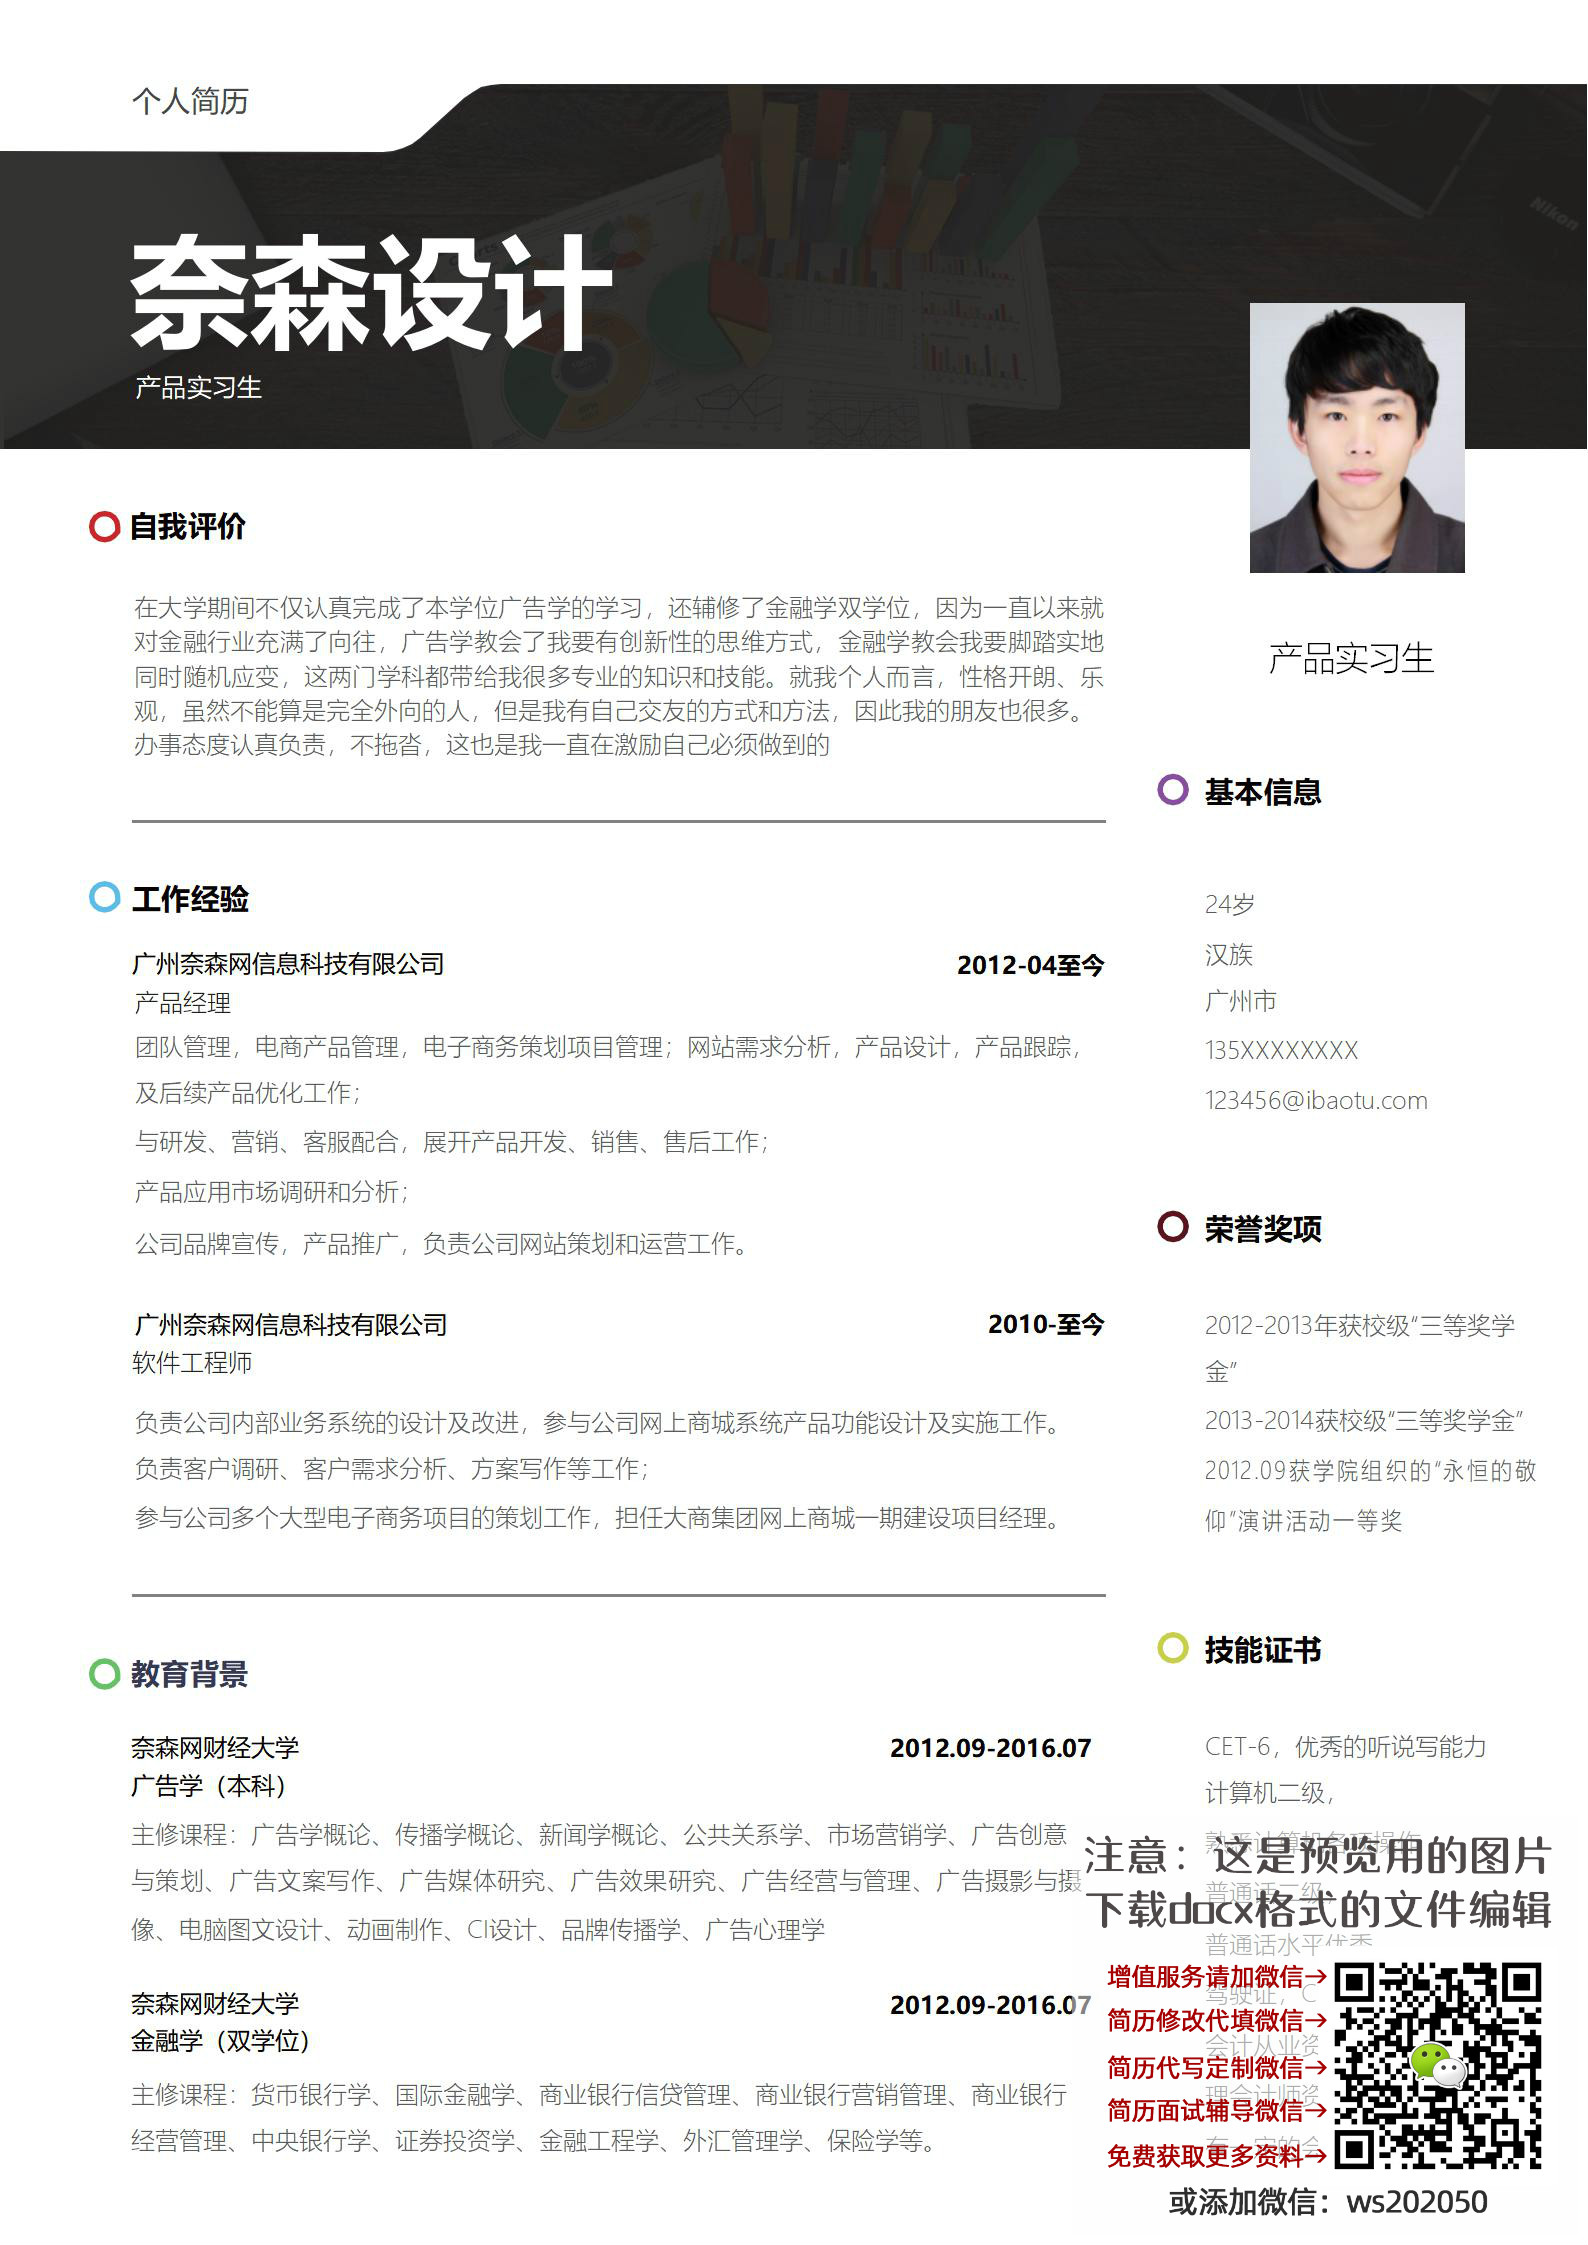 个人简历
Nikon
奈森设计
产品实习生
自我评价
在大学期间不仅认真完成了本学位广告学的学习，还辅修了金融学双学位，因为一直以来就
对金融行业充满了向往，广告学教会了我要有创新性的思维方式，金融学教会我要脚踏实地
同时随机应变，这两门学科都带给我很多专业的知识和技能。就我个人而言，性格开朗、乐
观，虽然不能算是完全外向的人，但是我有自己交友的方式和方法，因此我的朋友也很多。
办事态度认真负责，不拖沓，这也是我一直在激励自己必须做到的
工作经验
广州奈森网信息科技有限公司 2012-04至今
产品经理
团队管理，电商产品管理，电子商务策划项目管理；网站需求分析，产品设计，产品跟踪，
及后续产品优化工作；
与研发、营销、客服配合，展开产品开发、销售、售后工作；
产品应用市场调研和分析；
公司品牌宣传，产品推广，负责公司网站策划和运营工作。
广州奈森网信息科技有限公司 2010-至今
软件工程师
负责公司内部业务系统的设计及改进，参与公司网上商城系统产品功能设计及实施工作。
负责客户调研、客户需求分析、方案写作等工作；
参与公司多个大型电子商务项目的策划工作，担任大商集团网上商城一期建设项目经理。
教育背景
奈森网财经大学 2012.09-2016.07
广告学（本科）
主修课程：广告学概论、传播学概论、新闻学概论、公共关系学、市场营销学、广告创意
与策划、广告文案写作、广告媒体研究、广告效果研究、广告经营与管理、广告摄影与摄
像、电脑图文设计、动画制作、CI设计、品牌传播学、广告心理学
奈森网财经大学 2012.09-2016.07
金融学（双学位）
主修课程：货币银行学、国际金融学、商业银行信贷管理、商业银行营销管理、商业银行
经营管理、中央银行学、证券投资学、金融工程学、外汇管理学、保险学等。
产品实习生
基本信息
24岁
汉族
广州市
135XXXXXXXX
123456@ibaotu.com
荣誉奖项
2012-2013年获校级“三等奖学
金”
2013-2014获校级“三等奖学金”
2012.09获学院组织的“永恒的敬
仰”演讲活动一等奖
技能证书
CET-6，优秀的听说写能力
计算机二级，
熟悉计算机各项操作
普通话二级，
普通话水平优秀
驾驶证，C
会计从业资
理会计师资
有一定的会
注意：这是预览用的图片
下载docx格式的文件编辑
增值服务请加微信→
简历修改代填微信→
简历代写定制微信→
简历面试辅导微信→
免费获取更多资料→
或添加微信：ws202050